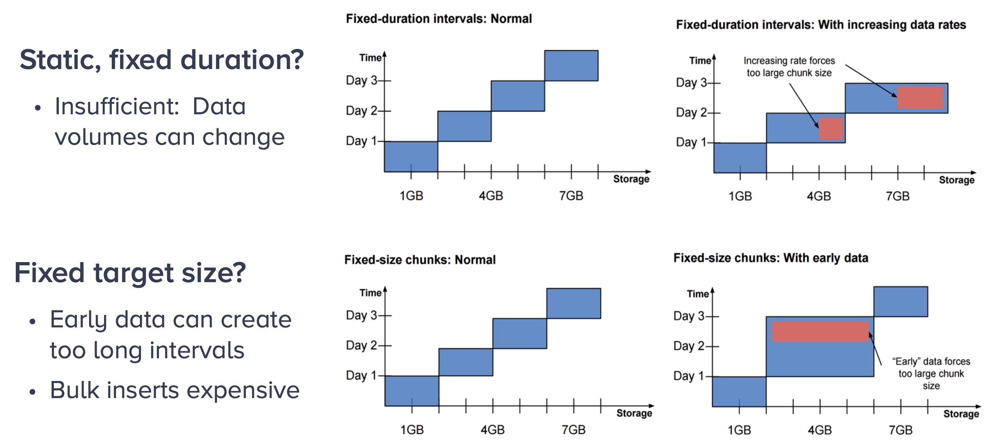 Static, fixed duration?
• Insufficient:  Data
volumes can change
Fixed-duration intervals: Normal
Time
Day 3
Day 2
Day 1
Storage
1GB
4GB
7GB
Fixed-duration intervals: With increasing data rates
Time
Increasing rate forces
too large chunk size
Day 3
Day 2
Day 1
Storage
1GB
4GB
7GB
Fixed target size?
• Early data can create
too long intervals
• Bulk inserts expensive
Fixed-size chunks: Normal
Time
Day 3
Day 2
Day 1
Storage
1GB
4GB
7GB
Fixed-size chunks: With early data
Time
Day 3
Day 2
Day 1
“Early” data forces
too large chunk
size
Storage
1GB
4GB
7GB